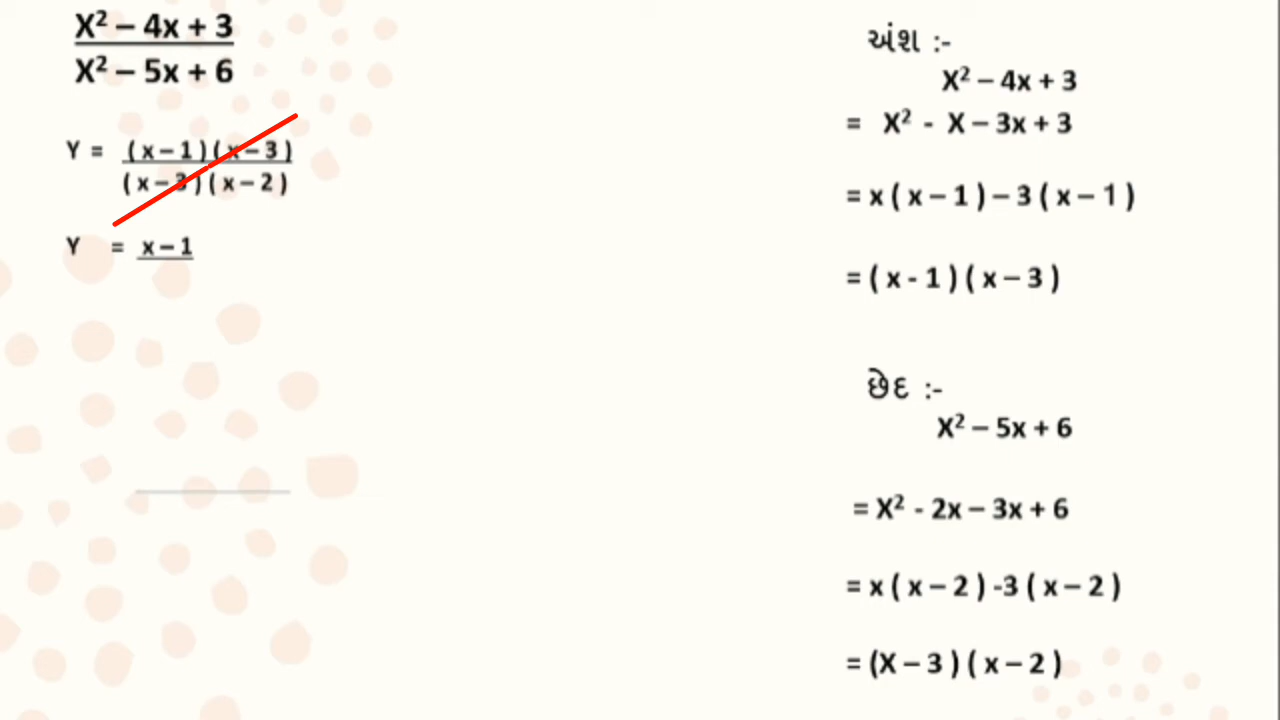 X² – 4x + 3
X² – 5x + 6
Y = ( x – 1 ) ( x – 3 )
( x – 3 ) ( x – 2 )
Y = x – 1
અંશ :-
X² – 4x + 3
= X² - X – 3x + 3
= x ( x – 1 ) – 3 ( x – 1 )
= ( x - 1 ) ( x – 3 )
છેદ :-
X² – 5x + 6
= X² - 2x – 3x + 6
= x ( x – 2 ) -3 ( x – 2 )
= (X – 3 ) ( x – 2 )